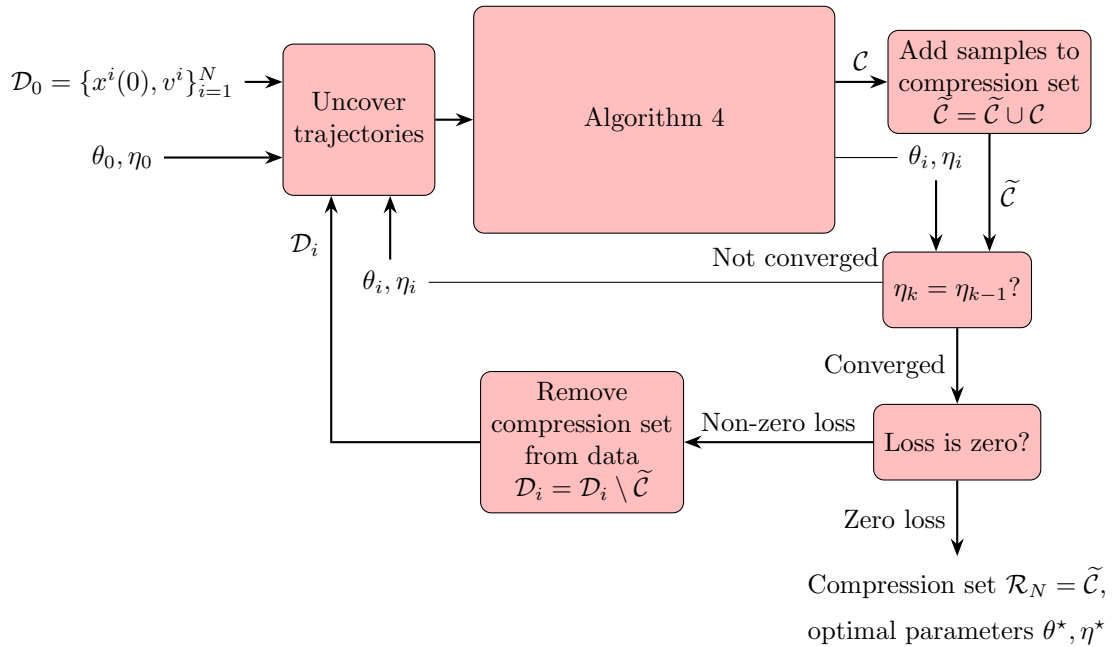 𝒟₀ = {xⁱ(0), vⁱ}ᵢ₌₁ᴺ
θ₀, η₀
Uncover
trajectories
Algorithm 4
𝒞
Add samples to
compression set
𝒞̃ = 𝒞̃ ∪ 𝒞
θᵢ, ηᵢ
𝒞̃
𝒟ᵢ
θᵢ, ηᵢ
Not converged
ηₖ = ηₖ₋₁?
Converged
Remove
compression set
from data
𝒟ᵢ = 𝒟ᵢ \ 𝒞̃
Non-zero loss
Loss is zero?
Zero loss
Compression set ℛ_N = 𝒞̃,
optimal parameters θ⋆, η⋆